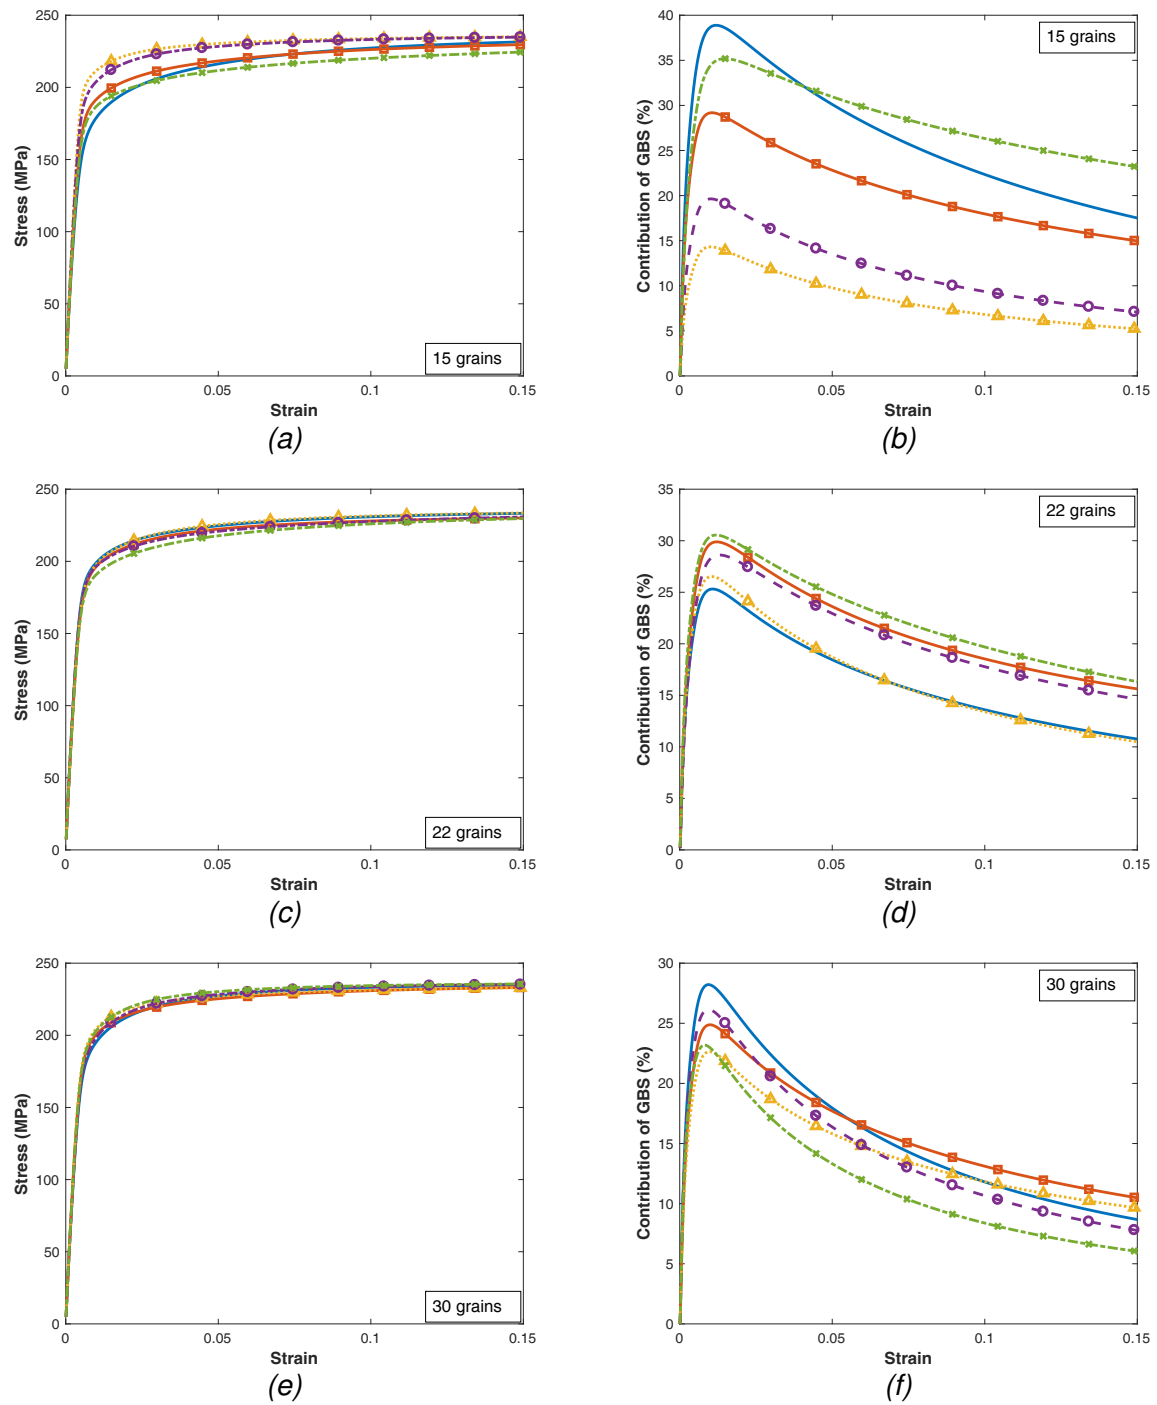 250
200
150
100
50
0
Stress (MPa)
15 grains
0 0.05 0.1 0.15
Strain
(a)
40
35
30
25
20
15
10
5
0
Contribution of GBS (%)
15 grains
0 0.05 0.1 0.15
Strain
(b)
250
200
150
100
50
0
Stress (MPa)
22 grains
0 0.05 0.1 0.15
Strain
(c)
35
30
25
20
15
10
5
0
Contribution of GBS (%)
22 grains
0 0.05 0.1 0.15
Strain
(d)
250
200
150
100
50
0
Stress (MPa)
30 grains
0 0.05 0.1 0.15
Strain
(e)
30
25
20
15
10
5
0
Contribution of GBS (%)
30 grains
0 0.05 0.1 0.15
Strain
(f)